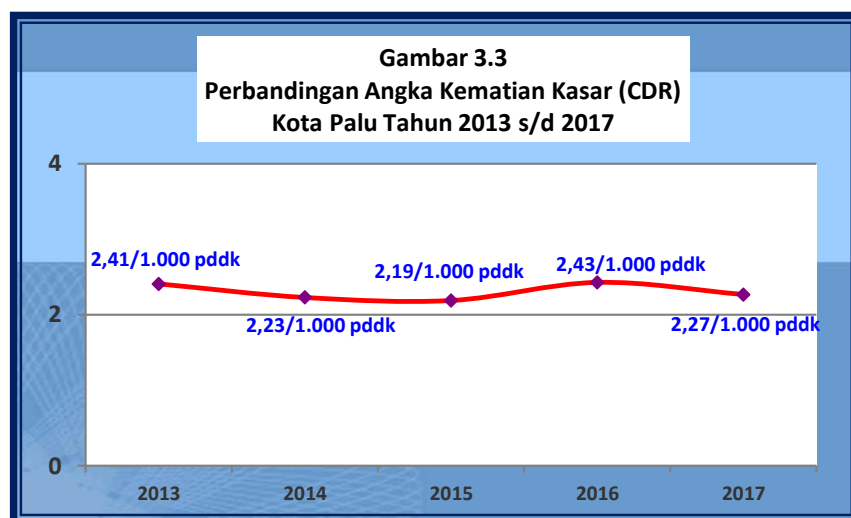 Gambar 3.3
Perbandingan Angka Kematian Kasar (CDR)
Kota Palu Tahun 2013 s/d 2017
4
2,41/1.000 pddk
2,19/1.000 pddk
2,43/1.000 pddk
2
2,23/1.000 pddk
2,27/1.000 pddk
0
2013
2014
2015
2016
2017